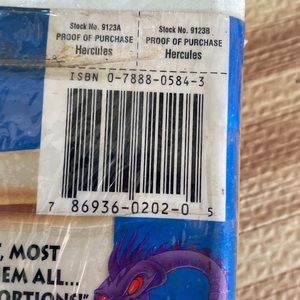 Stock No. 9123A
PROOF OF PURCHASE
Hercules
Stock No. 9123B
PROOF OF PURCHASE
Hercules
ISBN 0-7888-0584-3
7 86936-0202-0 5
, MOST
EM ALL...
ORTIONS!"